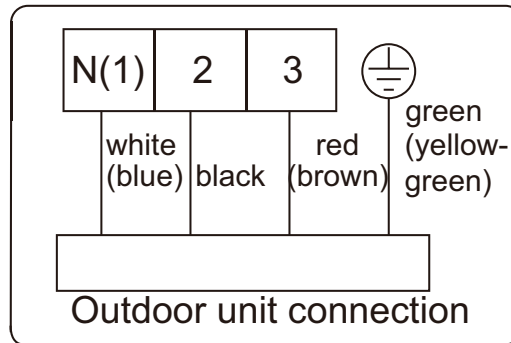 N(1) 2 3
white (blue)
black
red (brown)
green (yellow-green)
Outdoor unit connection